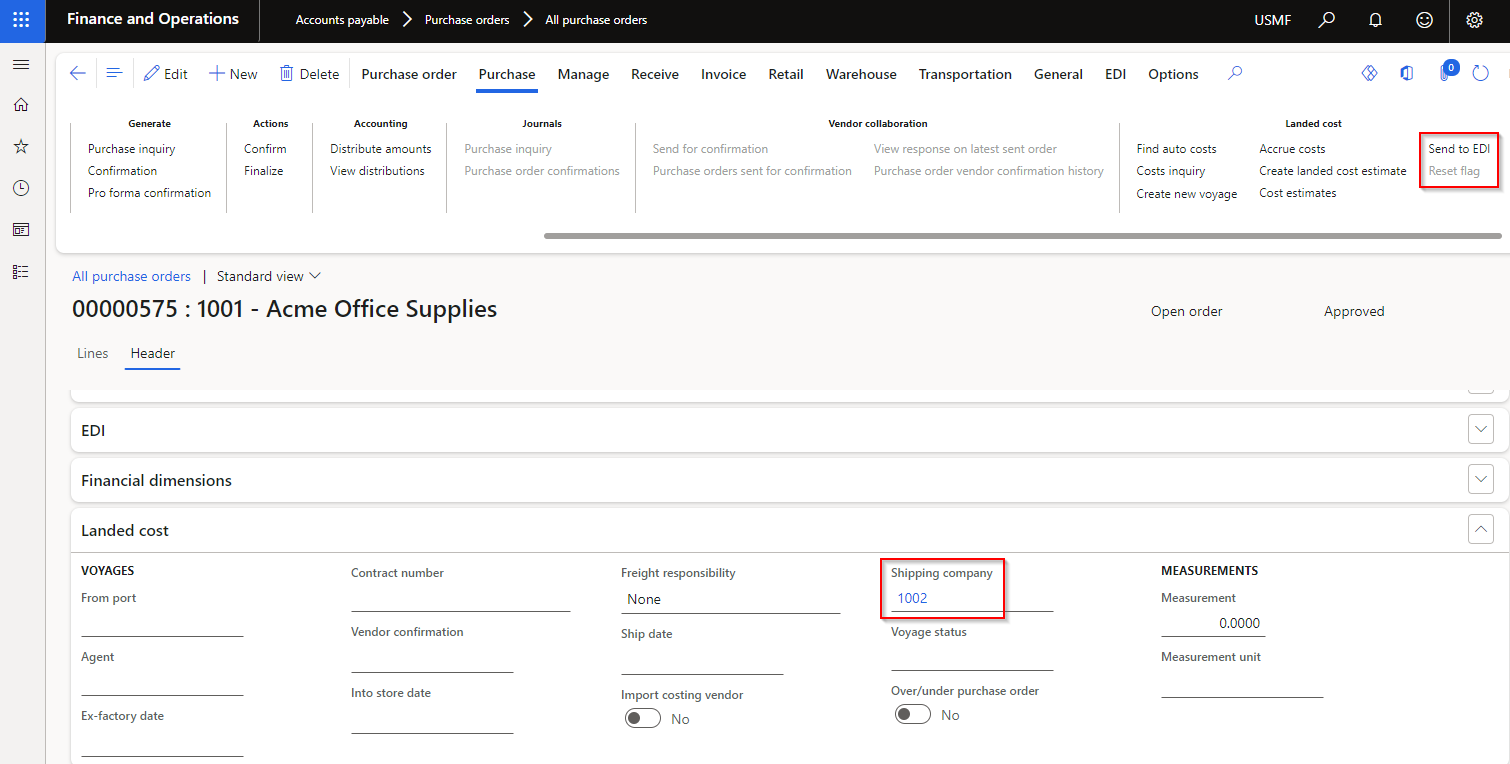 Finance and Operations
Accounts payable > Purchase orders > All purchase orders
USMF
Edit New Delete Purchase order Purchase Manage Receive Invoice Retail Warehouse Transportation General EDI Options 0
Generate
Purchase inquiry
Confirmation
Pro forma confirmation
Actions
Confirm
Finalize
Accounting
Distribute amounts
View distributions
Journals
Purchase inquiry
Purchase order confirmations
Vendor collaboration
Send for confirmation
Purchase orders sent for confirmation
View response on latest sent order
Purchase order vendor confirmation history
Landed cost
Find auto costs
Costs inquiry
Create new voyage
Accrue costs
Create landed cost estimate
Cost estimates
Send to EDI
Reset flag
All purchase orders | Standard view
00000575 : 1001 - Acme Office Supplies
Open order
Approved
Lines Header
EDI
Financial dimensions
Landed cost
VOYAGES
From port
Agent
Ex-factory date
Contract number
Vendor confirmation
Into store date
Freight responsibility
None
Ship date
Import costing vendor
No
Shipping company
1002
Voyage status
Over/under purchase order
No
MEASUREMENTS
Measurement
0.0000
Measurement unit